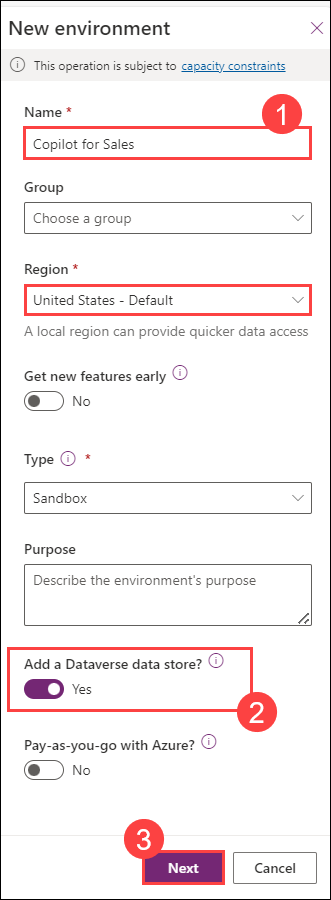 New environment
This operation is subject to capacity constraints
1
Name *
Copilot for Sales
Group
Choose a group
Region *
United States - Default
A local region can provide quicker data access
Get new features early
No
Type *
Sandbox
Purpose
Describe the environment's purpose
Add a Dataverse data store?
Yes
2
Pay-as-you-go with Azure?
No
3
Next Cancel